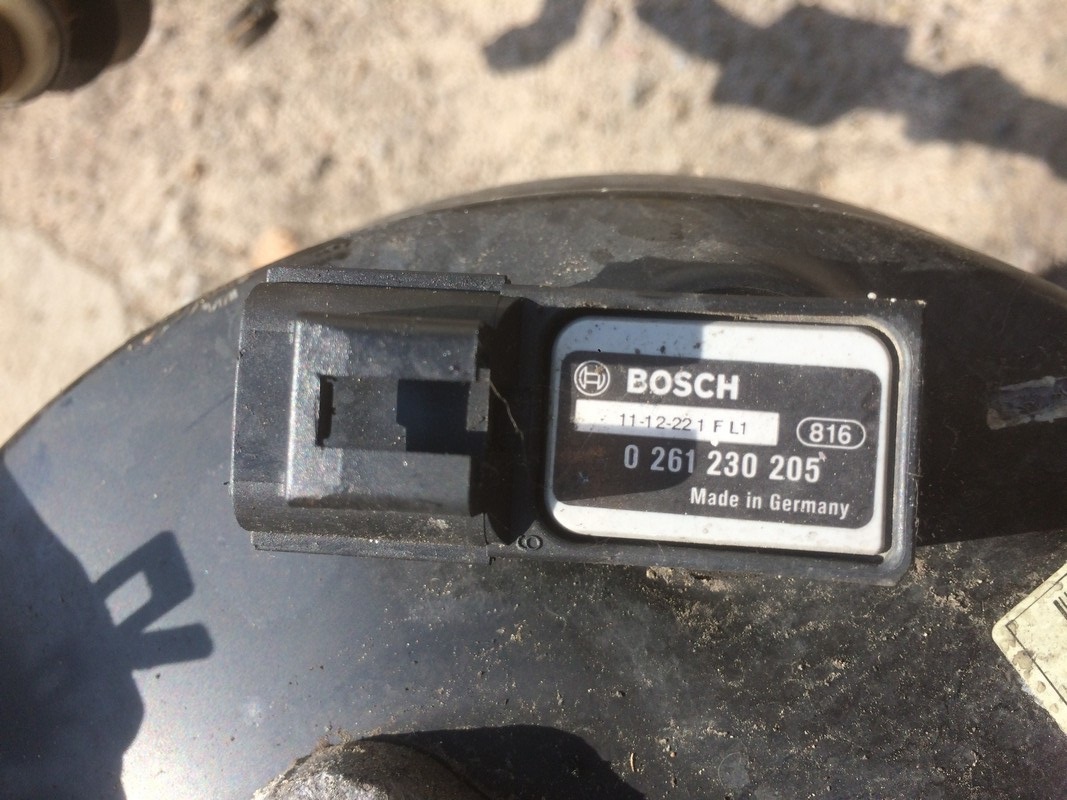 BOSCH
11-12-22 1 F L1
816
0 261 230 205
Made in Germany